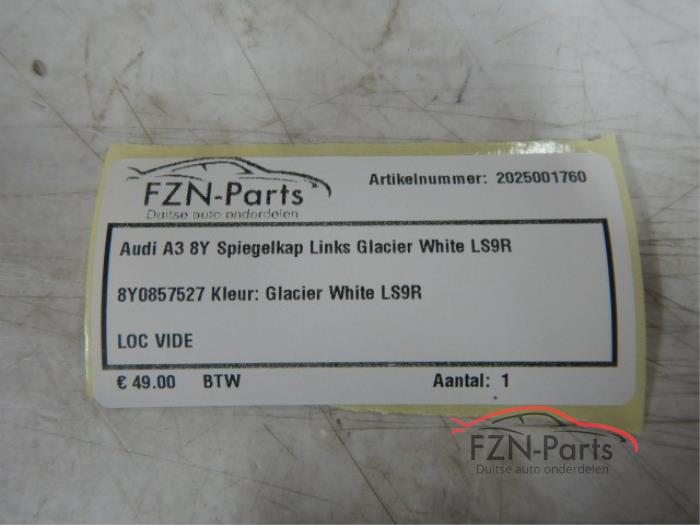 FZN-Parts
Duitse auto onderdelen
Artikelnummer: 2025001760
Audi A3 8Y Spiegelkap Links Glacier White LS9R
8Y0857527 Kleur: Glacier White LS9R
LOC VIDE
€ 49.00 BTW Aantal: 1
FZN-Parts
Duitse auto onderdelen